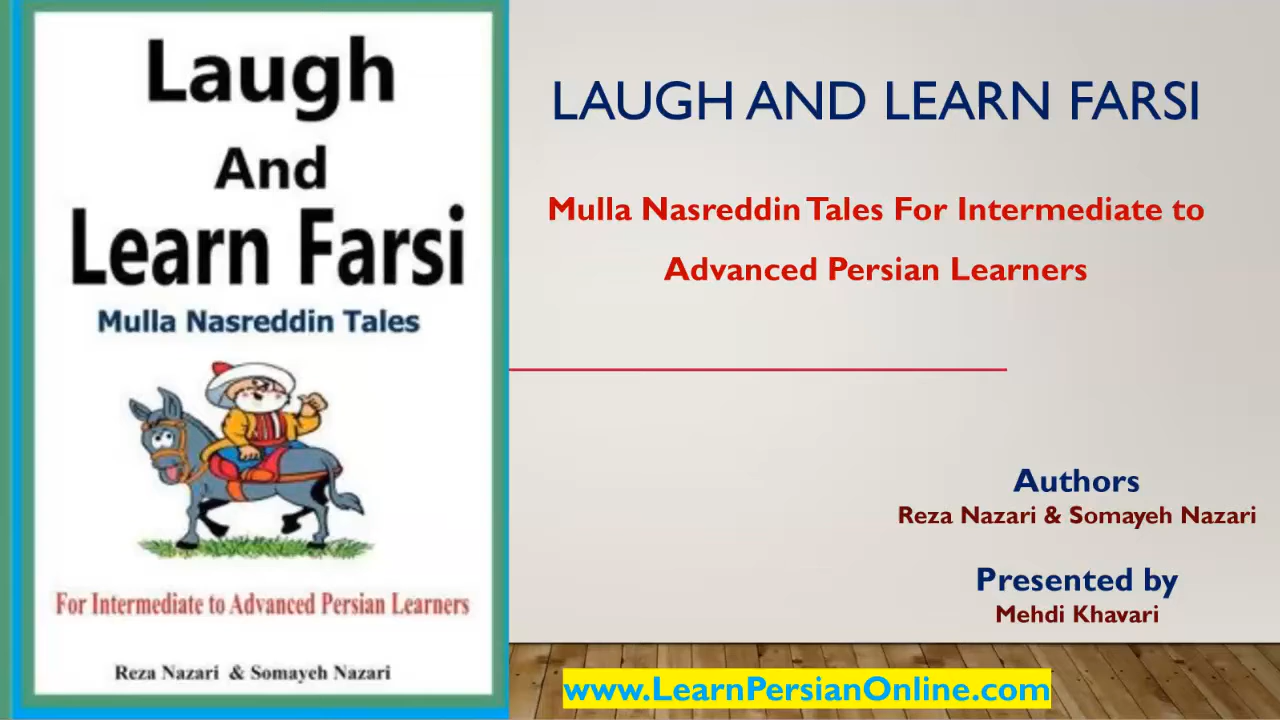 Laugh
And
Learn Farsi
Mulla Nasreddin Tales
For Intermediate to Advanced Persian Learners
Reza Nazari & Somayeh Nazari
LAUGH AND LEARN FARSI
Mulla Nasreddin Tales For Intermediate to
Advanced Persian Learners
Authors
Reza Nazari & Somayeh Nazari
Presented by
Mehdi Khavari
www.LearnPersianOnline.com